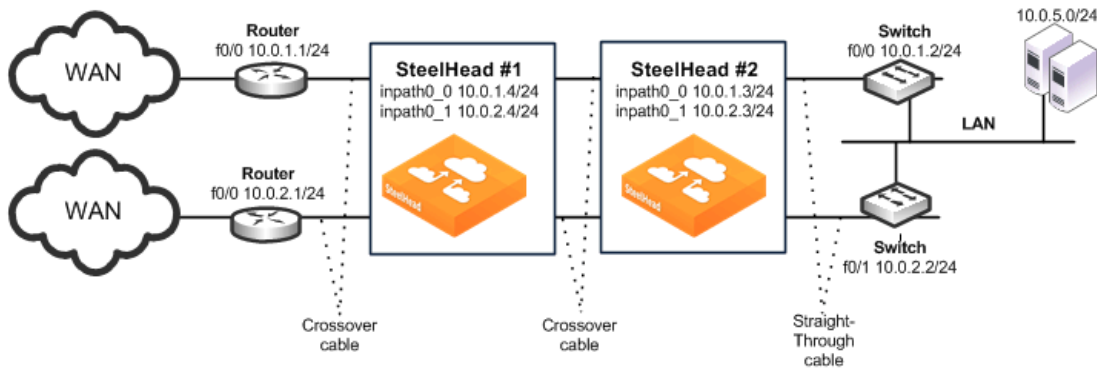 WAN
Router
f0/0 10.0.1.1/24
SteelHead #1
inpath0_0 10.0.1.4/24
inpath0_1 10.0.2.4/24
SteelHead
SteelHead #2
inpath0_0 10.0.1.3/24
inpath0_1 10.0.2.3/24
SteelHead
Switch
f0/0 10.0.1.2/24
10.0.5.0/24
LAN
WAN
Router
f0/0 10.0.2.1/24
Switch
f0/1 10.0.2.2/24
Crossover
cable
Crossover
cable
Straight-
Through
cable